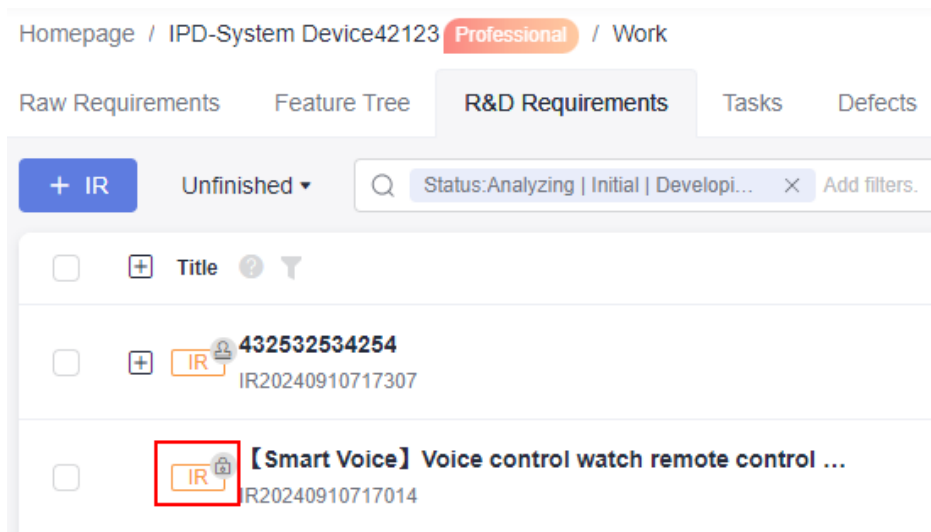 Homepage / IPD-System Device42123 Professional / Work
Raw Requirements Feature Tree R&D Requirements Tasks Defects
+ IR Unfinished Status:Analyzing | Initial | Developi... × Add filters.
Title ?
IR 432532534254
IR20240910717307
IR 【Smart Voice】Voice control watch remote control ...
IR20240910717014